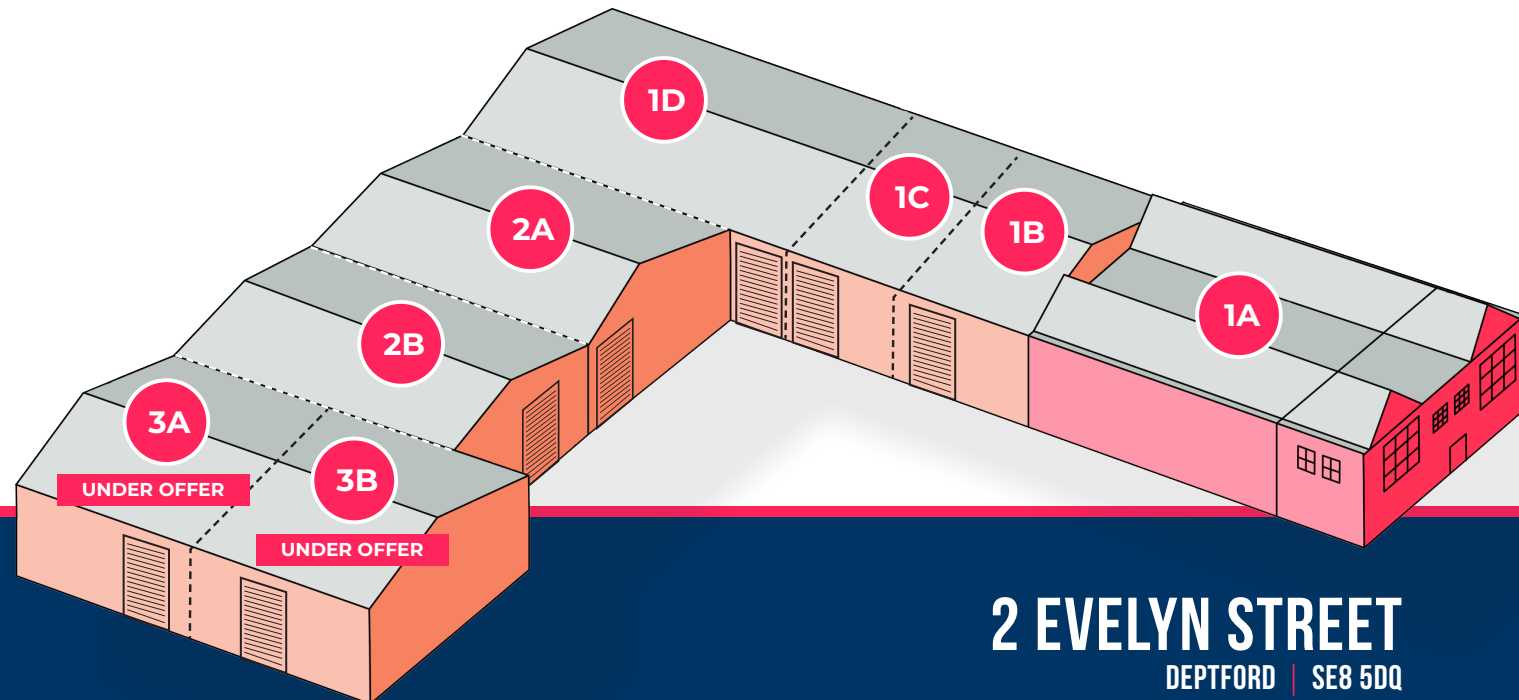 1D
1C
1B
1A
2A
2B
3A
UNDER OFFER
3B
UNDER OFFER
2 EVELYN STREET
DEPTFORD | SE8 5DQ